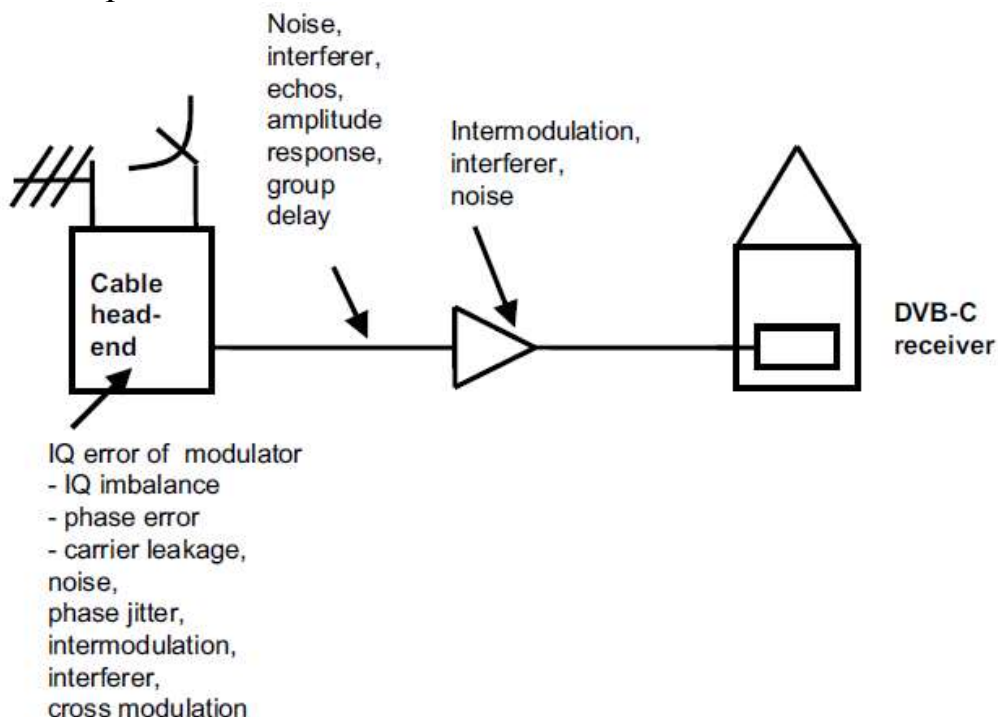 Noise,
interferer,
echos,
amplitude
response,
group
delay
Intermodulation,
interferer,
noise
Cable
head-
end
DVB-C
receiver
IQ error of modulator
- IQ imbalance
- phase error
- carrier leakage,
noise,
phase jitter,
intermodulation,
interferer,
cross modulation